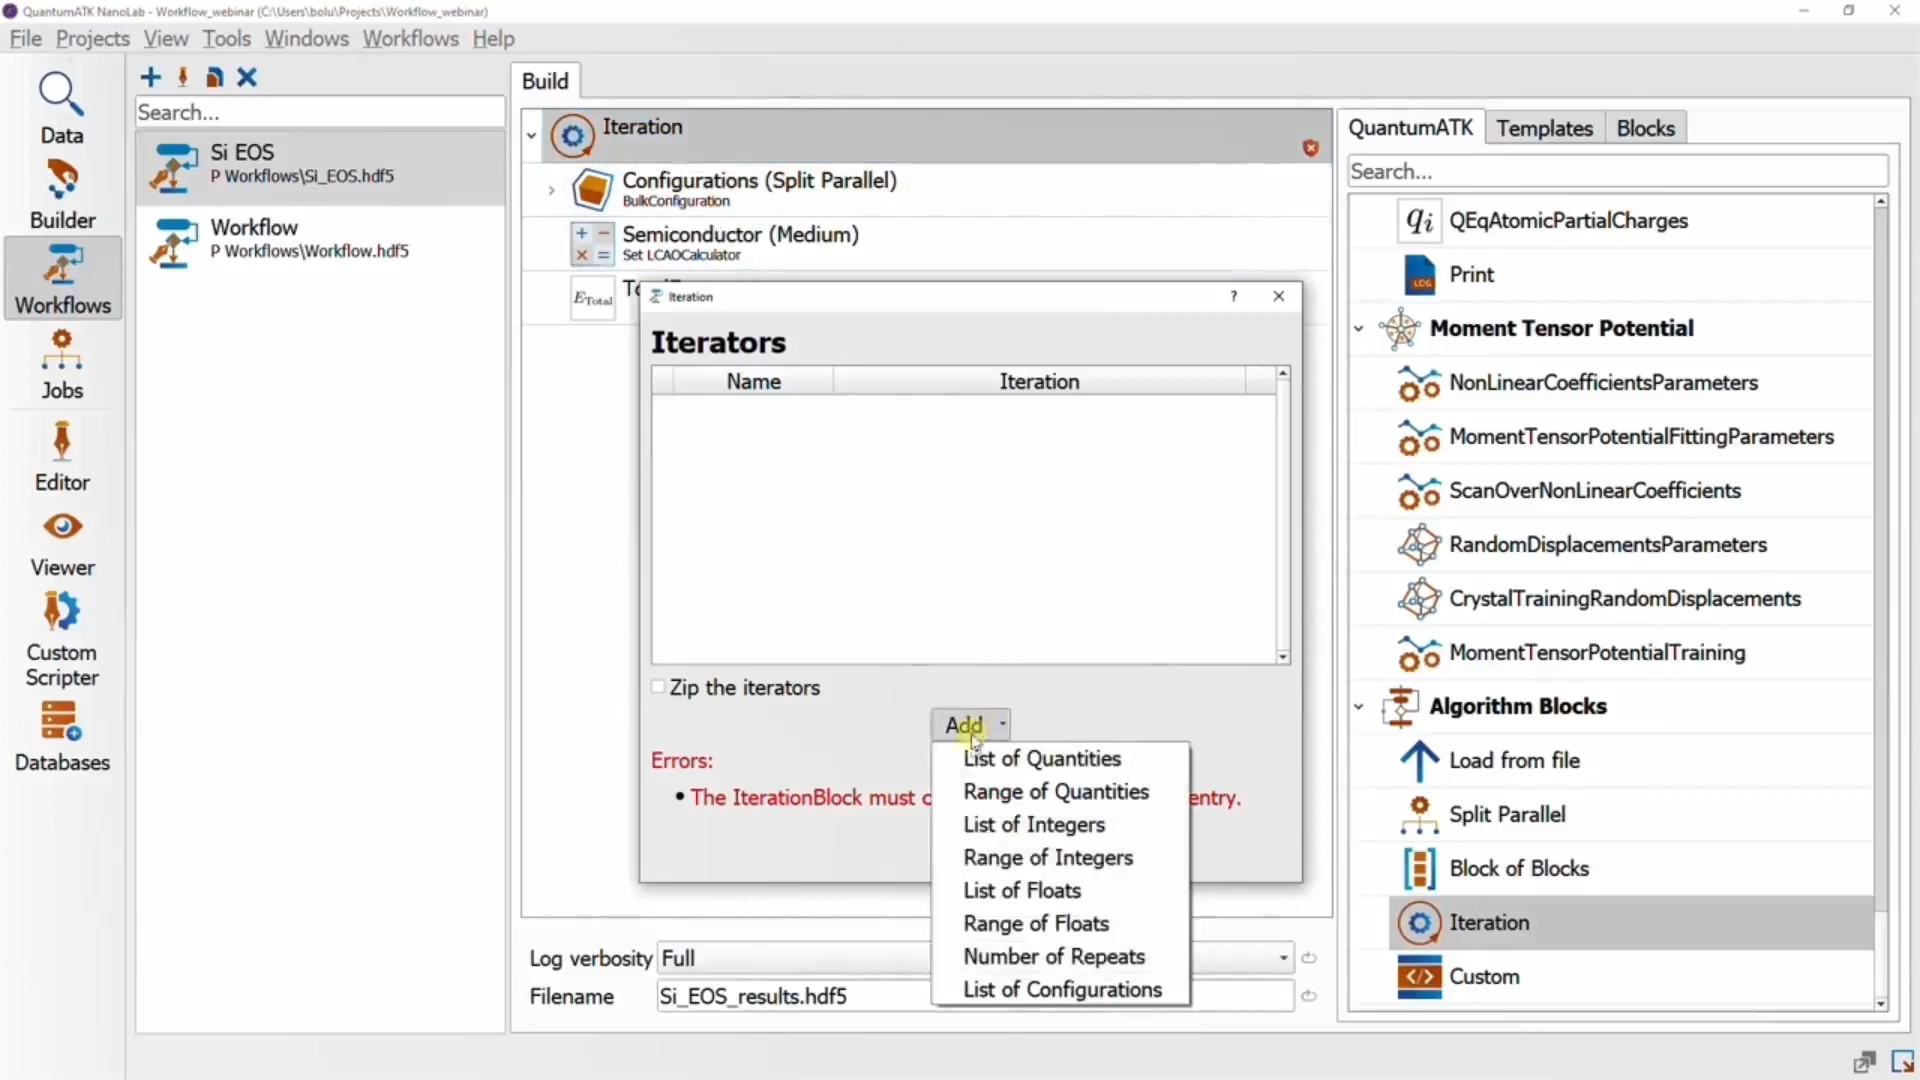 QuantumATK NanoLab - Workflow_webinar (C:\Users\bolu\Projects\Workflow_webinar)
File Projects View Tools Windows Workflows Help
Data
Builder
Workflows
Jobs
Editor
Viewer
Custom
Scripter
Databases
Search...
Si EOS
P Workflows\Si_EOS.hdf5
Workflow
P Workflows\Workflow.hdf5
Build
Iteration
Configurations (Split Parallel)
BulkConfiguration
Semiconductor (Medium)
Set LCAOCalculator
E Total
Iteration
?
Iterators
Name Iteration
Zip the iterators
Add
Errors:
• The IterationBlock must entry.
List of Quantities
Range of Quantities
List of Integers
Range of Integers
List of Floats
Range of Floats
Number of Repeats
List of Configurations
Log verbosity Full
Filename Si_EOS_results.hdf5
QuantumATK Templates Blocks
Search...
qi QEqAtomicPartialCharges
LOG Print
Moment Tensor Potential
NonLinearCoefficientsParameters
MomentTensorPotentialFittingParameters
ScanOverNonLinearCoefficients
RandomDisplacementsParameters
CrystalTrainingRandomDisplacements
MomentTensorPotentialTraining
Algorithm Blocks
Load from file
Split Parallel
Block of Blocks
Iteration
</> Custom